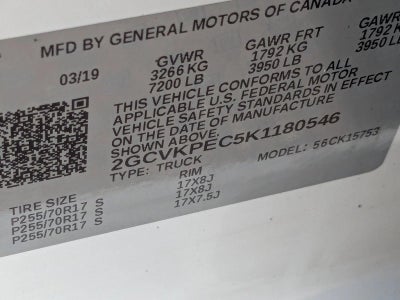 MFD BY GENERAL MOTORS OF CANADA
03/19 GVWR GAWR FRT GAWR
3266 KG 1792 KG 1792
7200 LB 3950 LB 3950 LB
THIS VEHICLE CONFORMS TO ALL
APPLICABLE U.S. FEDERAL MOTOR
VEHICLE SAFETY STANDARDS IN EFFECT
ON THE DATE OF MANUFACTURE
SHOWN ABOVE.
2GCVKPEC5K1180546
TYPE: TRUCK MODEL: 56CK15753
TIRE SIZE RIM
P255/70R17 S 17X8J
P255/70R17 S 17X8J
P255/70R17 S 17X7.5J